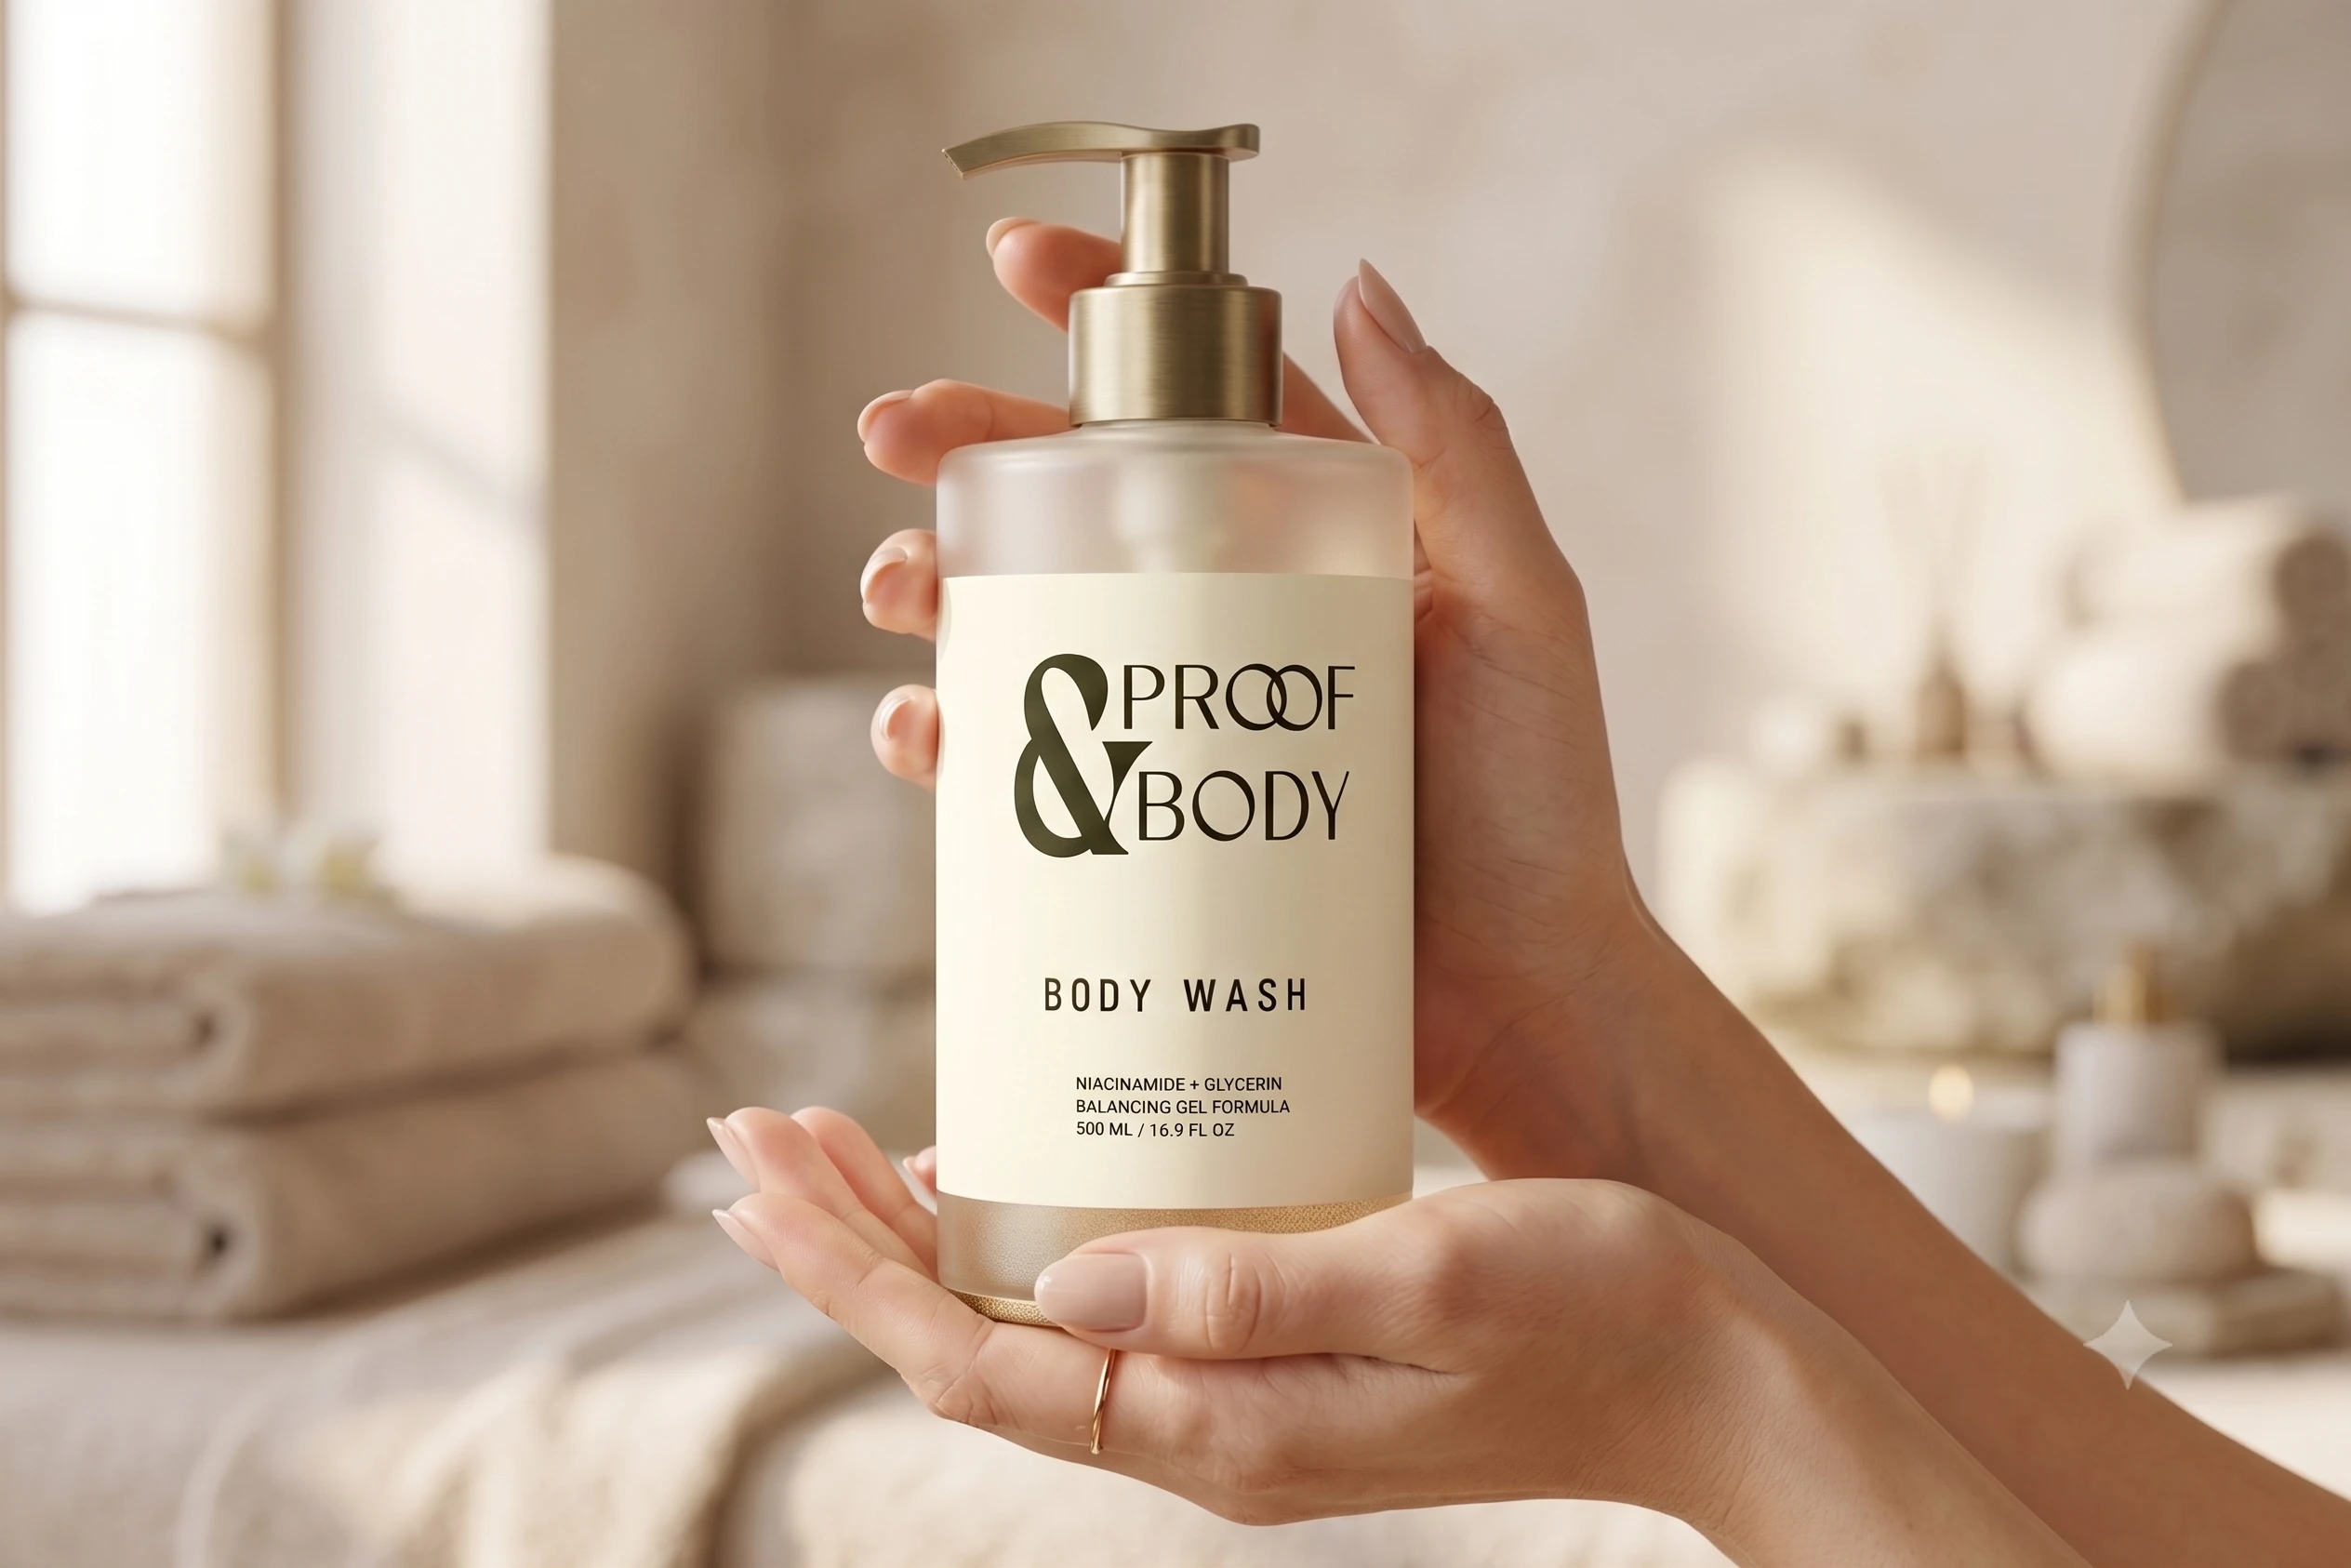 & PROOF
BODY
BODY WASH
NIACINAMIDE + GLYCERIN
BALANCING GEL FORMULA
500 ML / 16.9 FL OZ